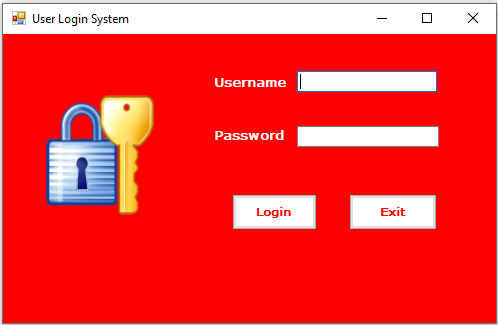 User Login System
Username
Password
Login Exit